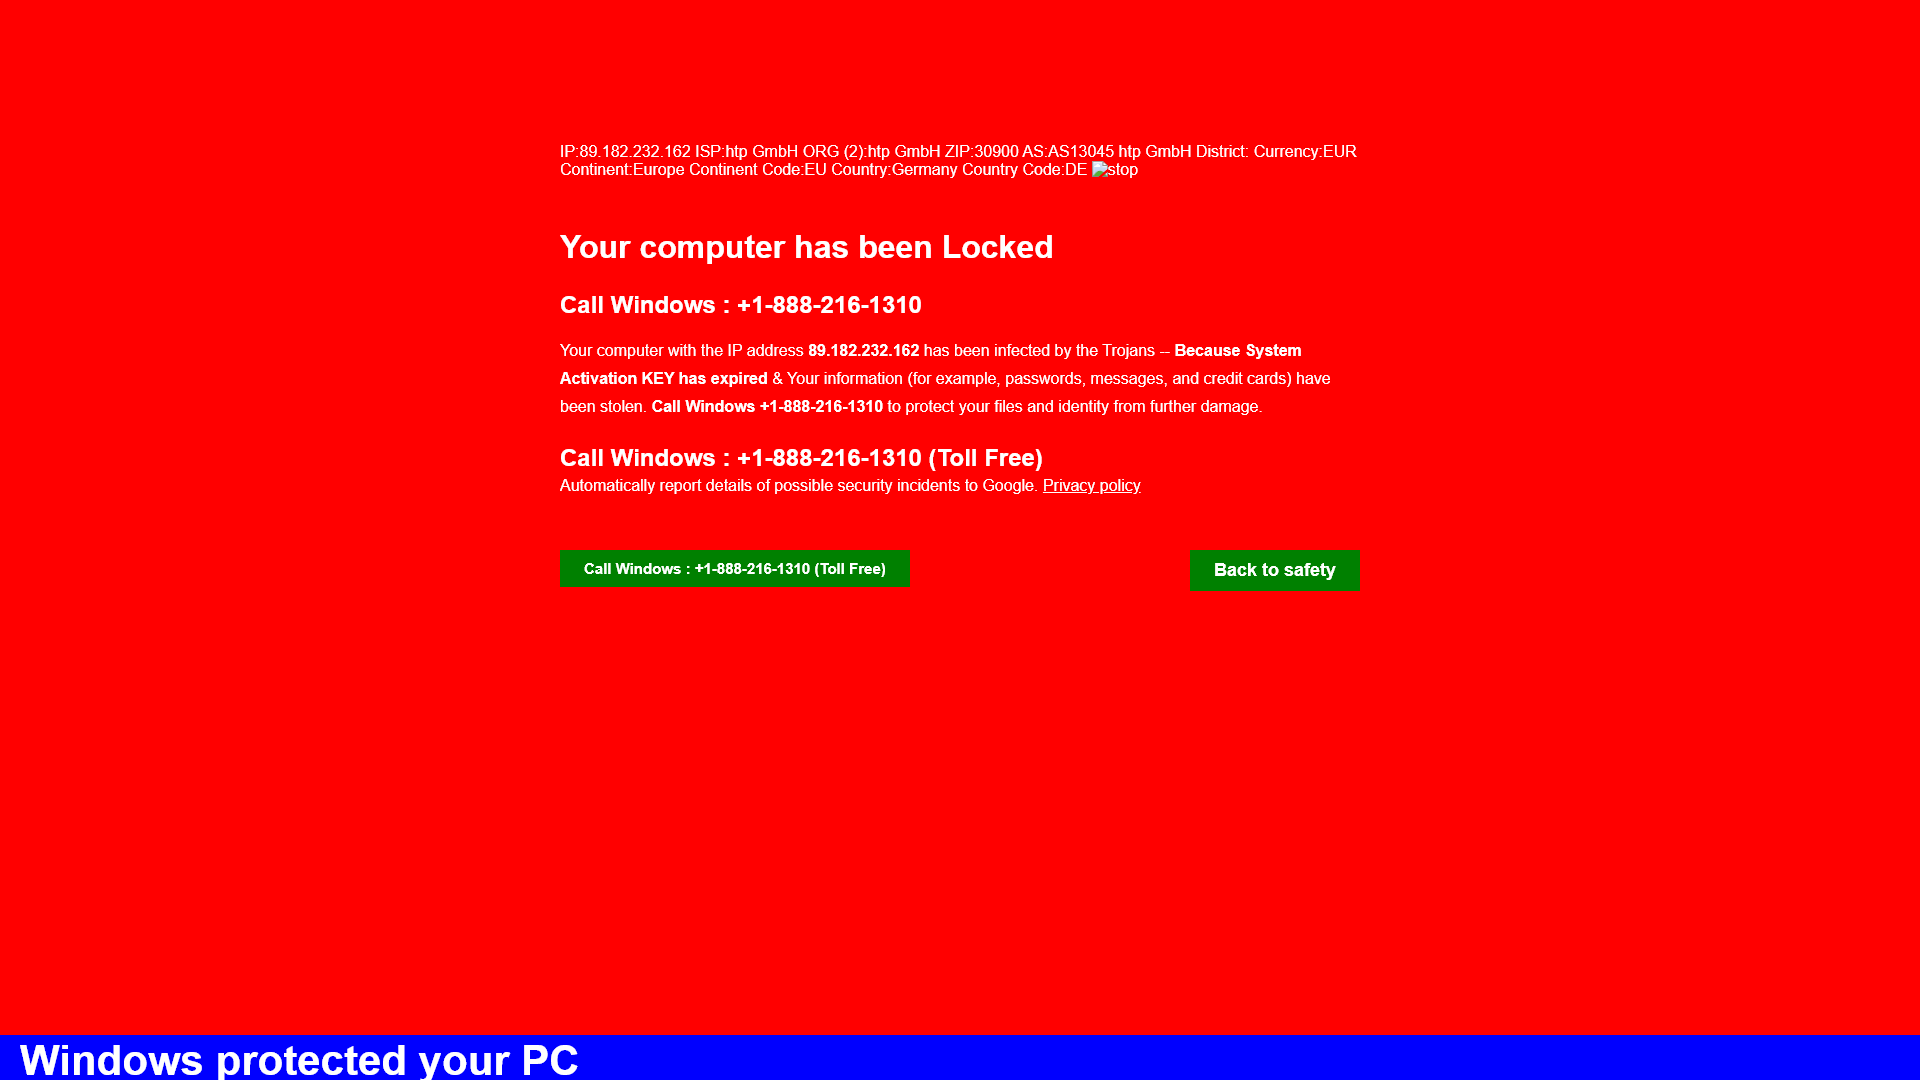 IP:89.182.232.162 ISP:htp GmbH ORG (2):htp GmbH ZIP:30900 AS:AS13045 htp GmbH District: Currency:EUR
Continent:Europe Continent Code:EU Country:Germany Country Code:DE stop
Your computer has been Locked
Call Windows : +1-888-216-1310
Your computer with the IP address 89.182.232.162 has been infected by the Trojans -- Because System
Activation KEY has expired & Your information (for example, passwords, messages, and credit cards) have
been stolen. Call Windows +1-888-216-1310 to protect your files and identity from further damage.
Call Windows : +1-888-216-1310 (Toll Free)
Automatically report details of possible security incidents to Google. Privacy policy
Call Windows : +1-888-216-1310 (Toll Free)
Back to safety
Windows protected your PC